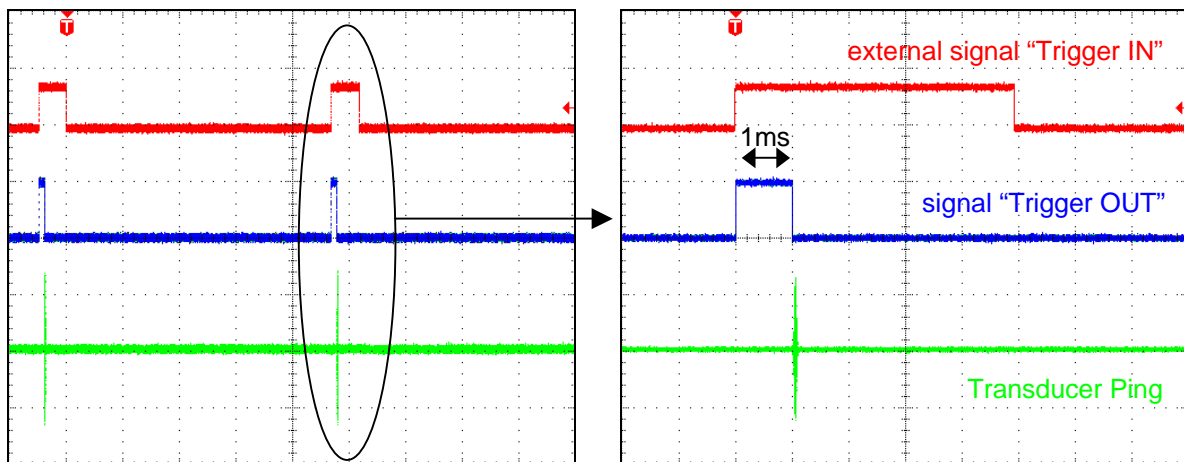 T
T
external signal “Trigger IN”
1ms
signal “Trigger OUT”
Transducer Ping